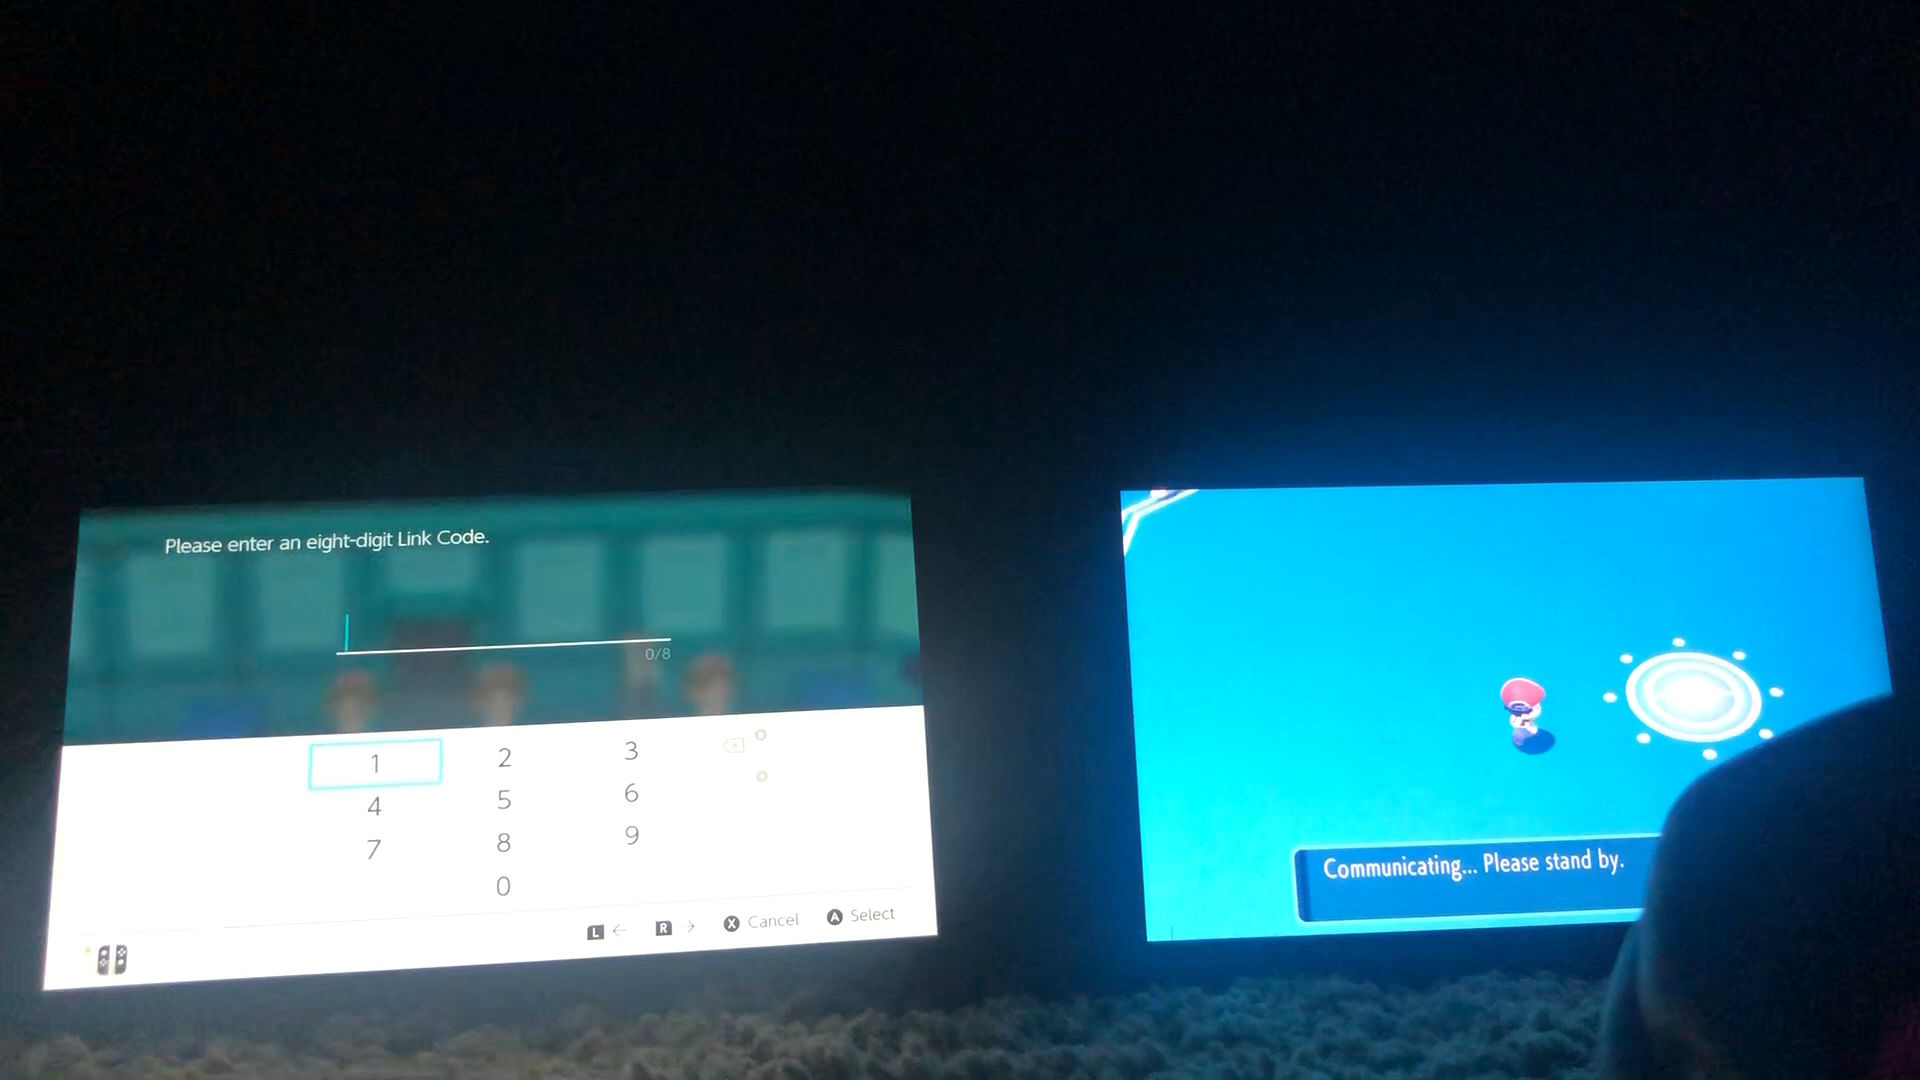 Please enter an eight-digit Link Code.
0/8
1 2 3
4 5 6
7 8 9
0
L ← R → X Cancel A Select
Communicating... Please stand by.